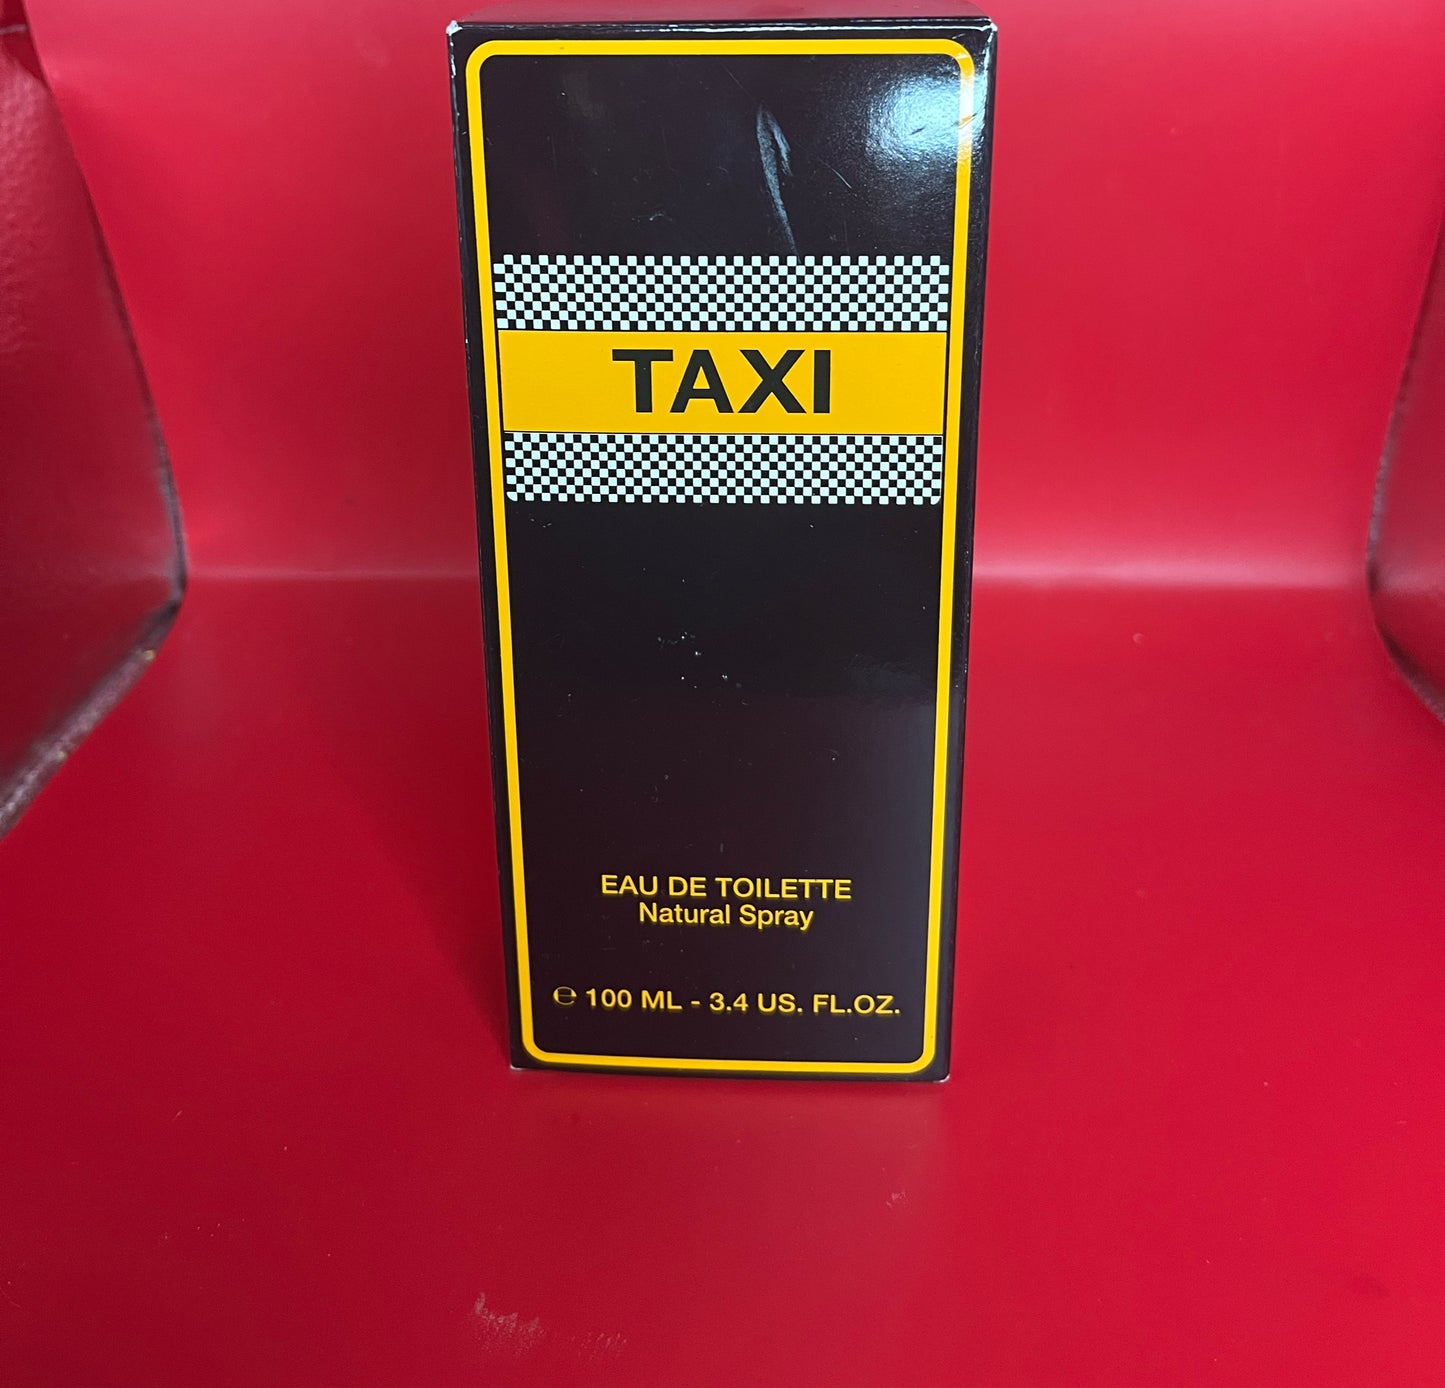 TAXI
EAU DE TOILETTE
Natural Spray
℮ 100 ML - 3.4 US. FL.OZ.